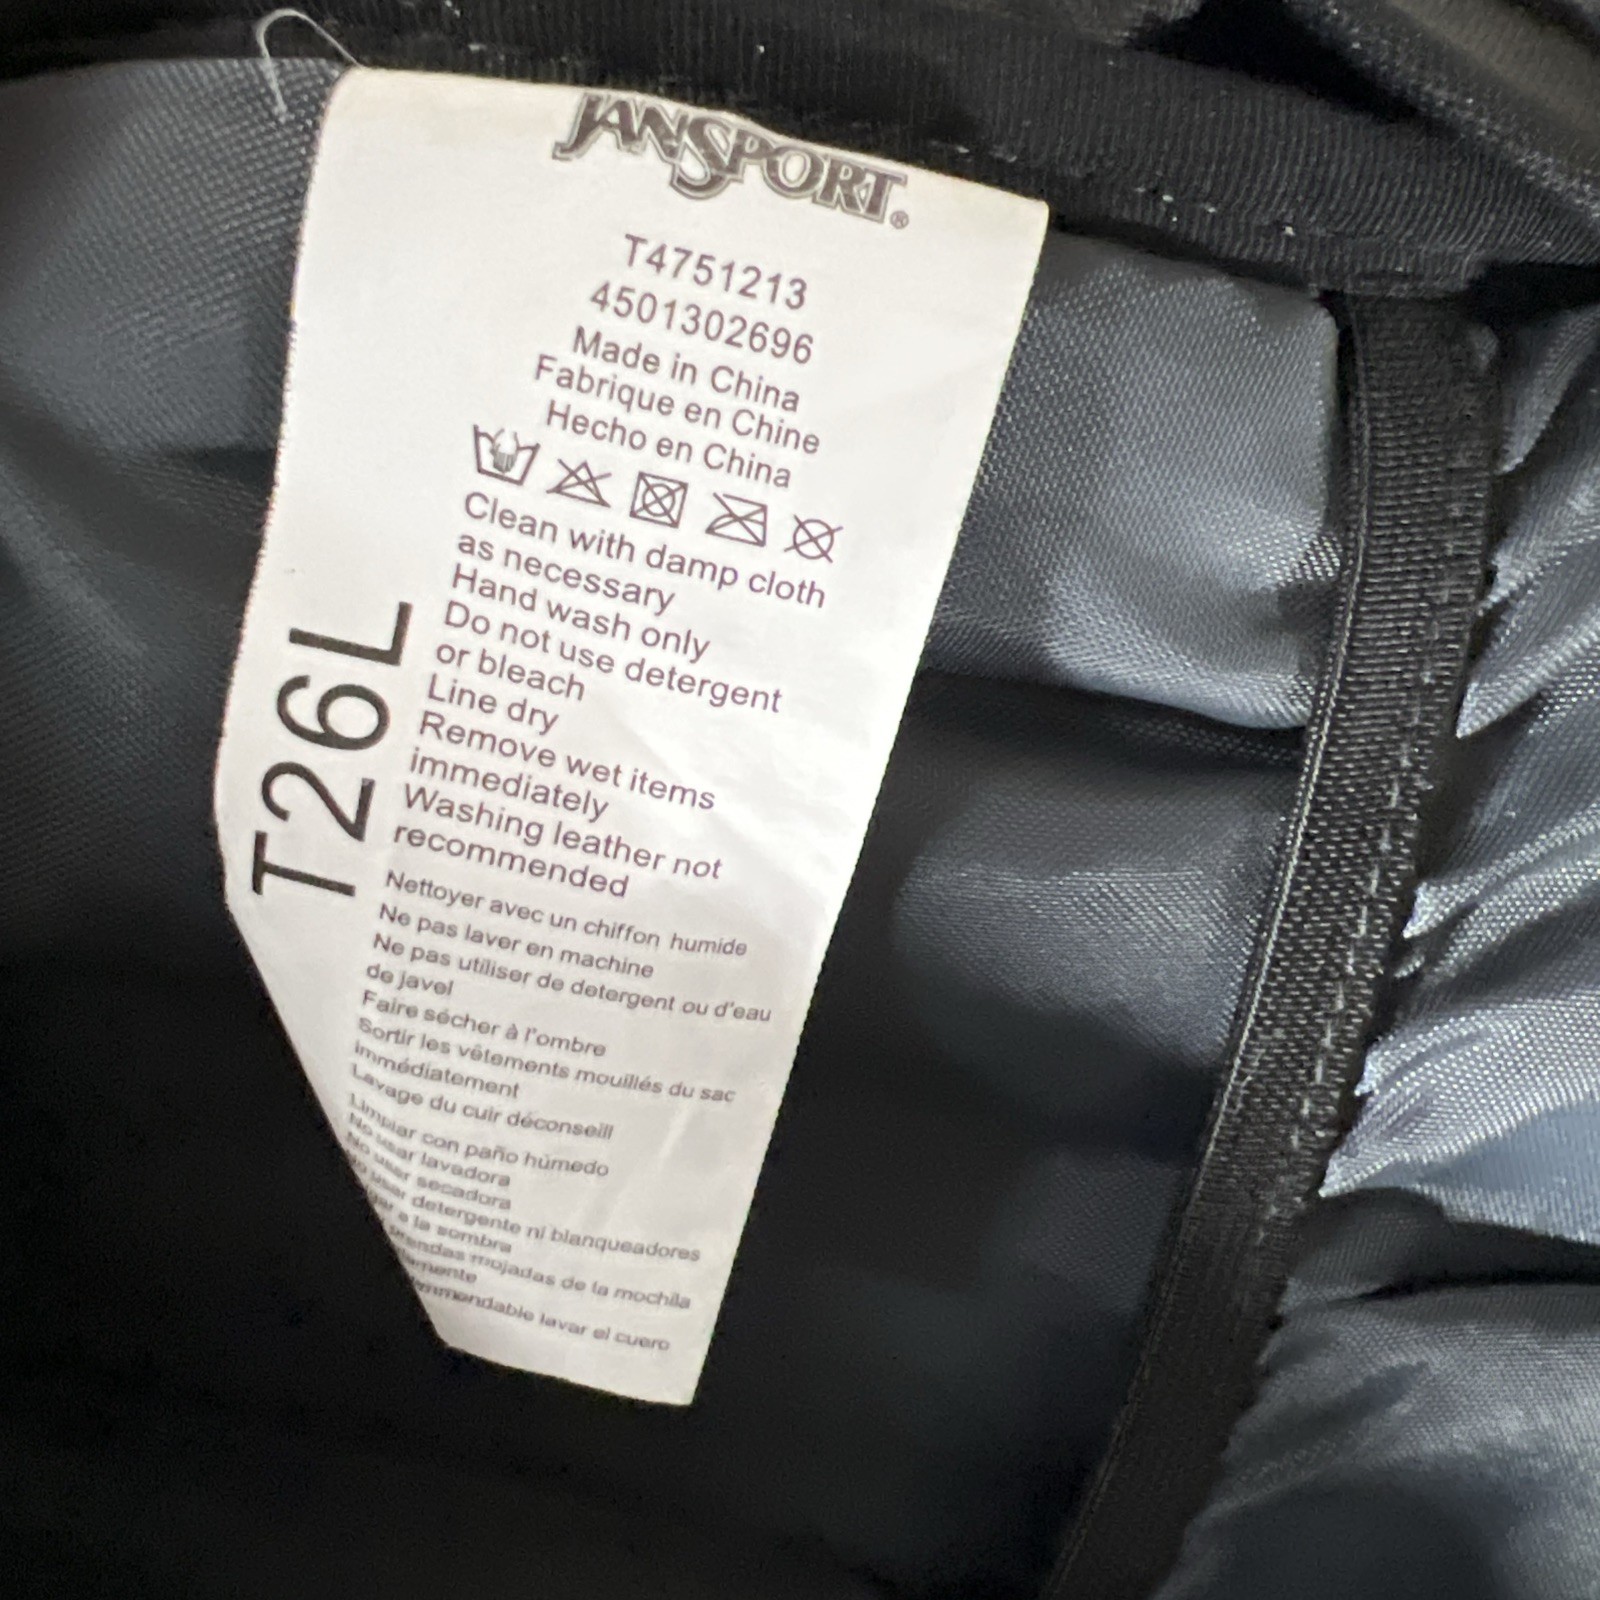 JANSPORT®
T4751213
4501302696
Made in China
Fabrique en Chine
Hecho en China
Clean with damp cloth
as necessary
Hand wash only
Do not use detergent
or bleach
Line dry
Remove wet items
immediately
Washing leather not
recommended
Nettoyer avec un chiffon humide
Ne pas laver en machine
Ne pas utiliser de detergent ou d'eau
de javel
Faire sécher à l'ombre
Sortir les vêtements mouillés du sac
immédiatement
Lavage du cuir déconseill
Limpiar con paño húmedo
No usar lavadora
No user secadora
usar detergente ni blanqueadores
a la sombra
mojadas de la mochila
lavar el cuero
T26L